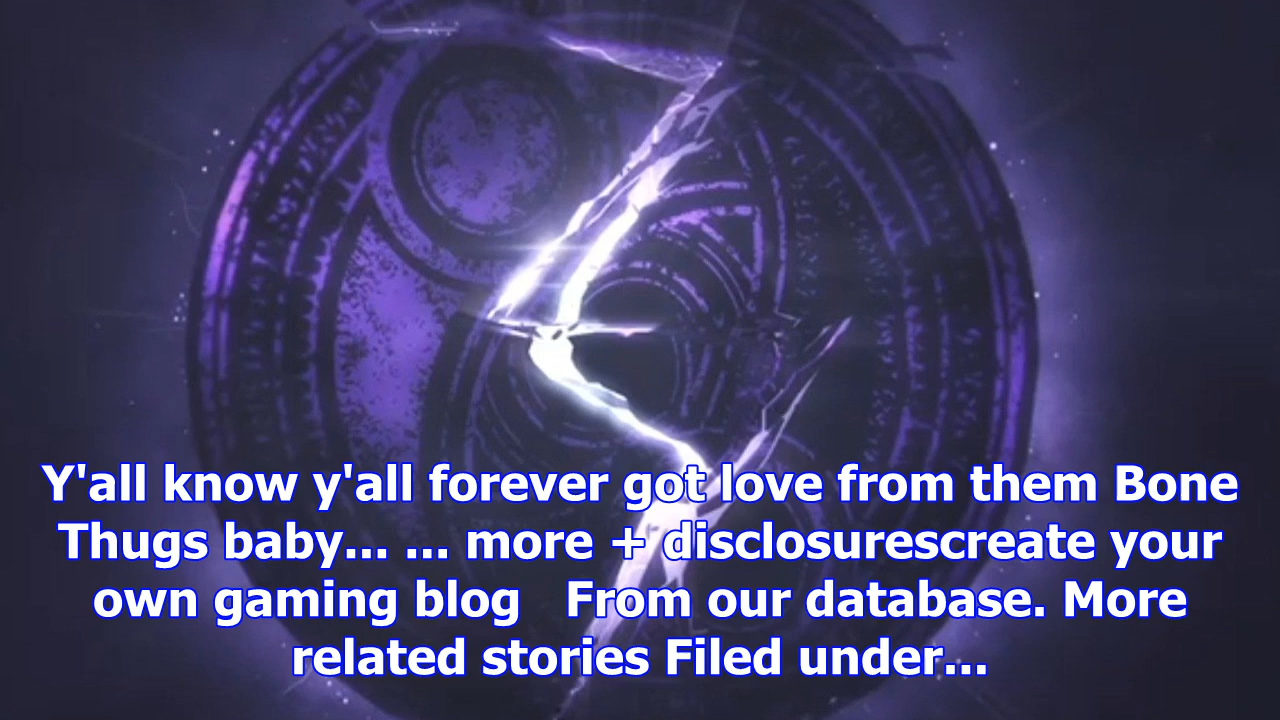 Y'all know y'all forever got love from them Bone
Thugs baby... ... more + disclosurescreate your
own gaming blog   From our database. More
related stories Filed under...